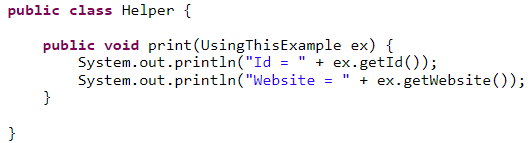 public class Helper {
public void print(UsingThisExample ex) {
System.out.println("Id = " + ex.getId());
System.out.println("Website = " + ex.getWebsite());
}
}